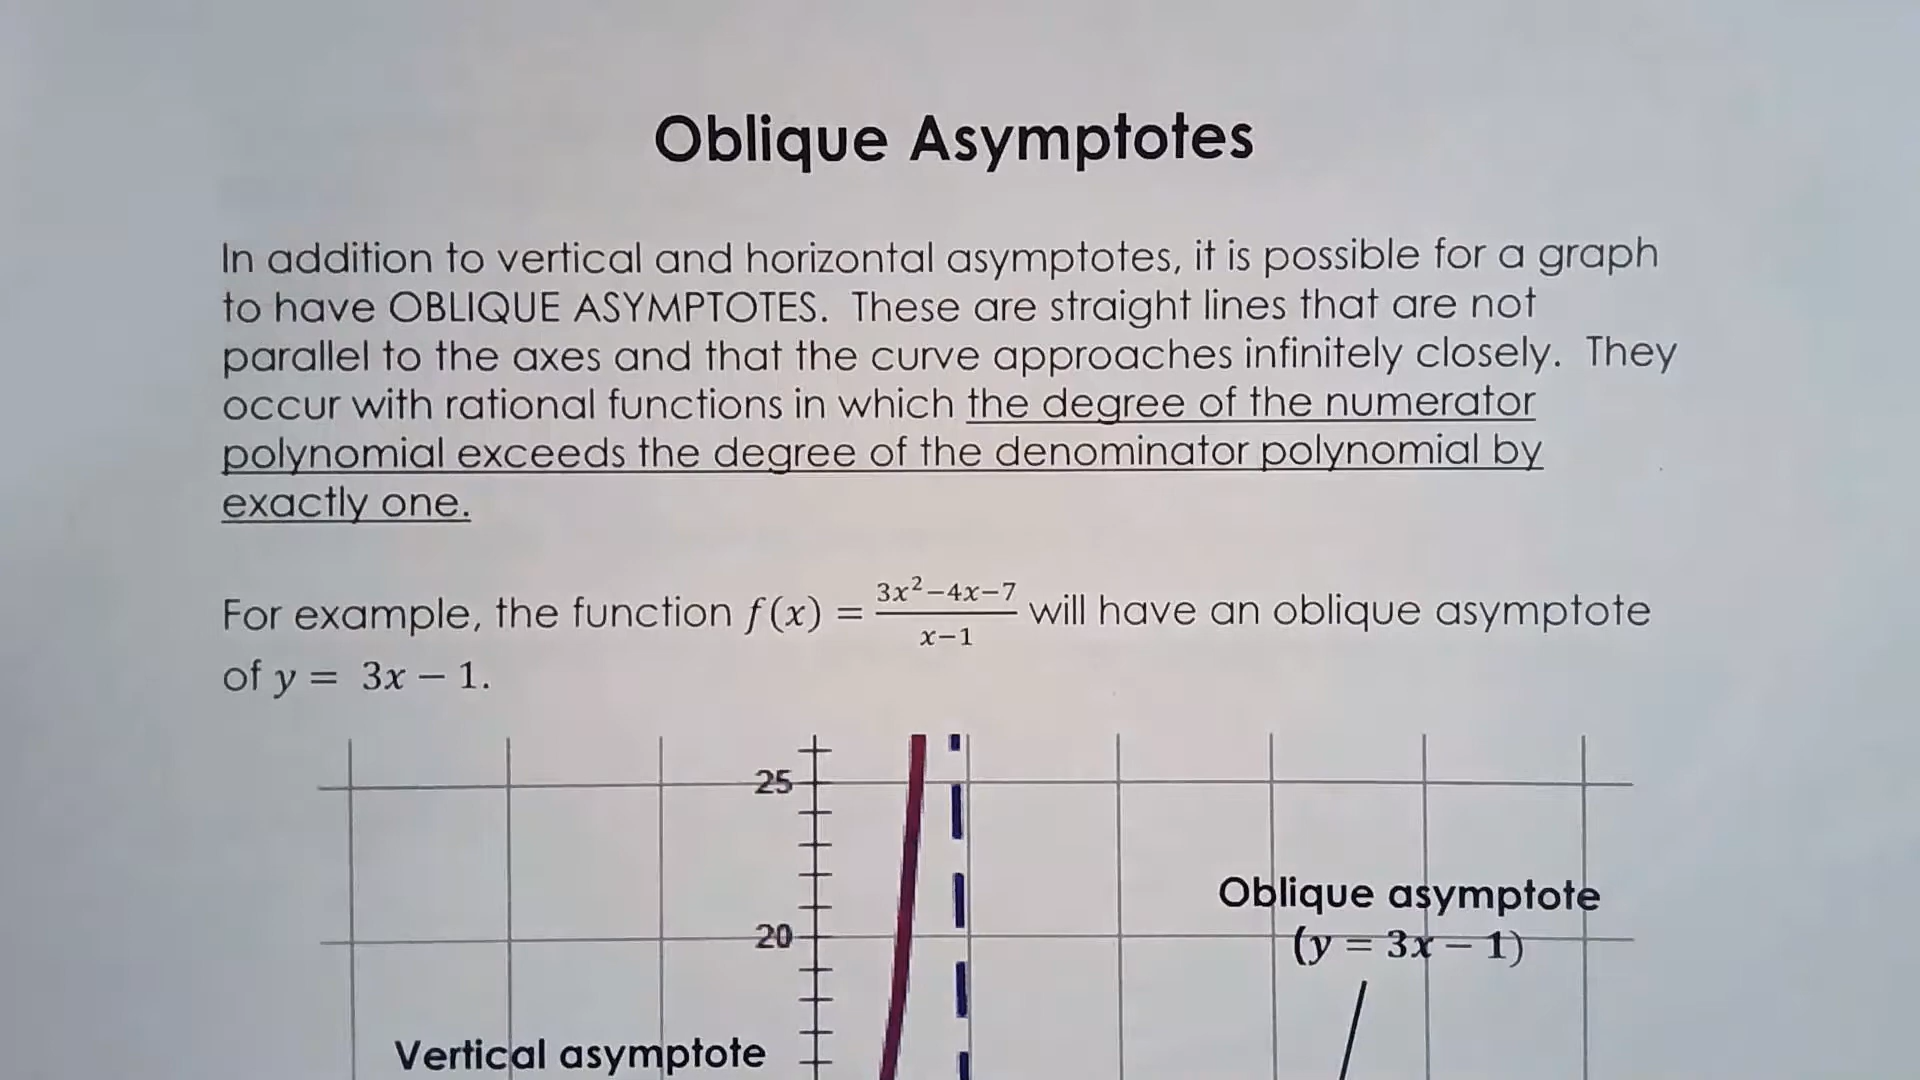 Oblique Asymptotes
In addition to vertical and horizontal asymptotes, it is possible for a graph
to have OBLIQUE ASYMPTOTES. These are straight lines that are not
parallel to the axes and that the curve approaches infinitely closely. They
occur with rational functions in which the degree of the numerator
polynomial exceeds the degree of the denominator polynomial by
exactly one.
For example, the function f(x) = \frac{3x^2-4x-7}{x-1} will have an oblique asymptote
of y = 3x − 1.
25
Oblique asymptote
20
(y = 3x − 1)
Vertical asymptote